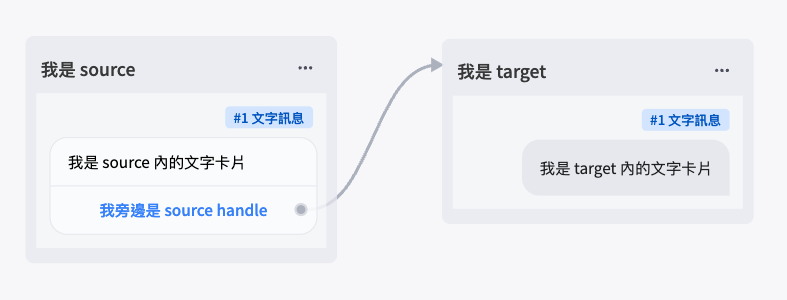 我是 source
#1 文字訊息
我是 source 內的文字卡片
我旁邊是 source handle
我是 target
#1 文字訊息
我是 target 內的文字卡片